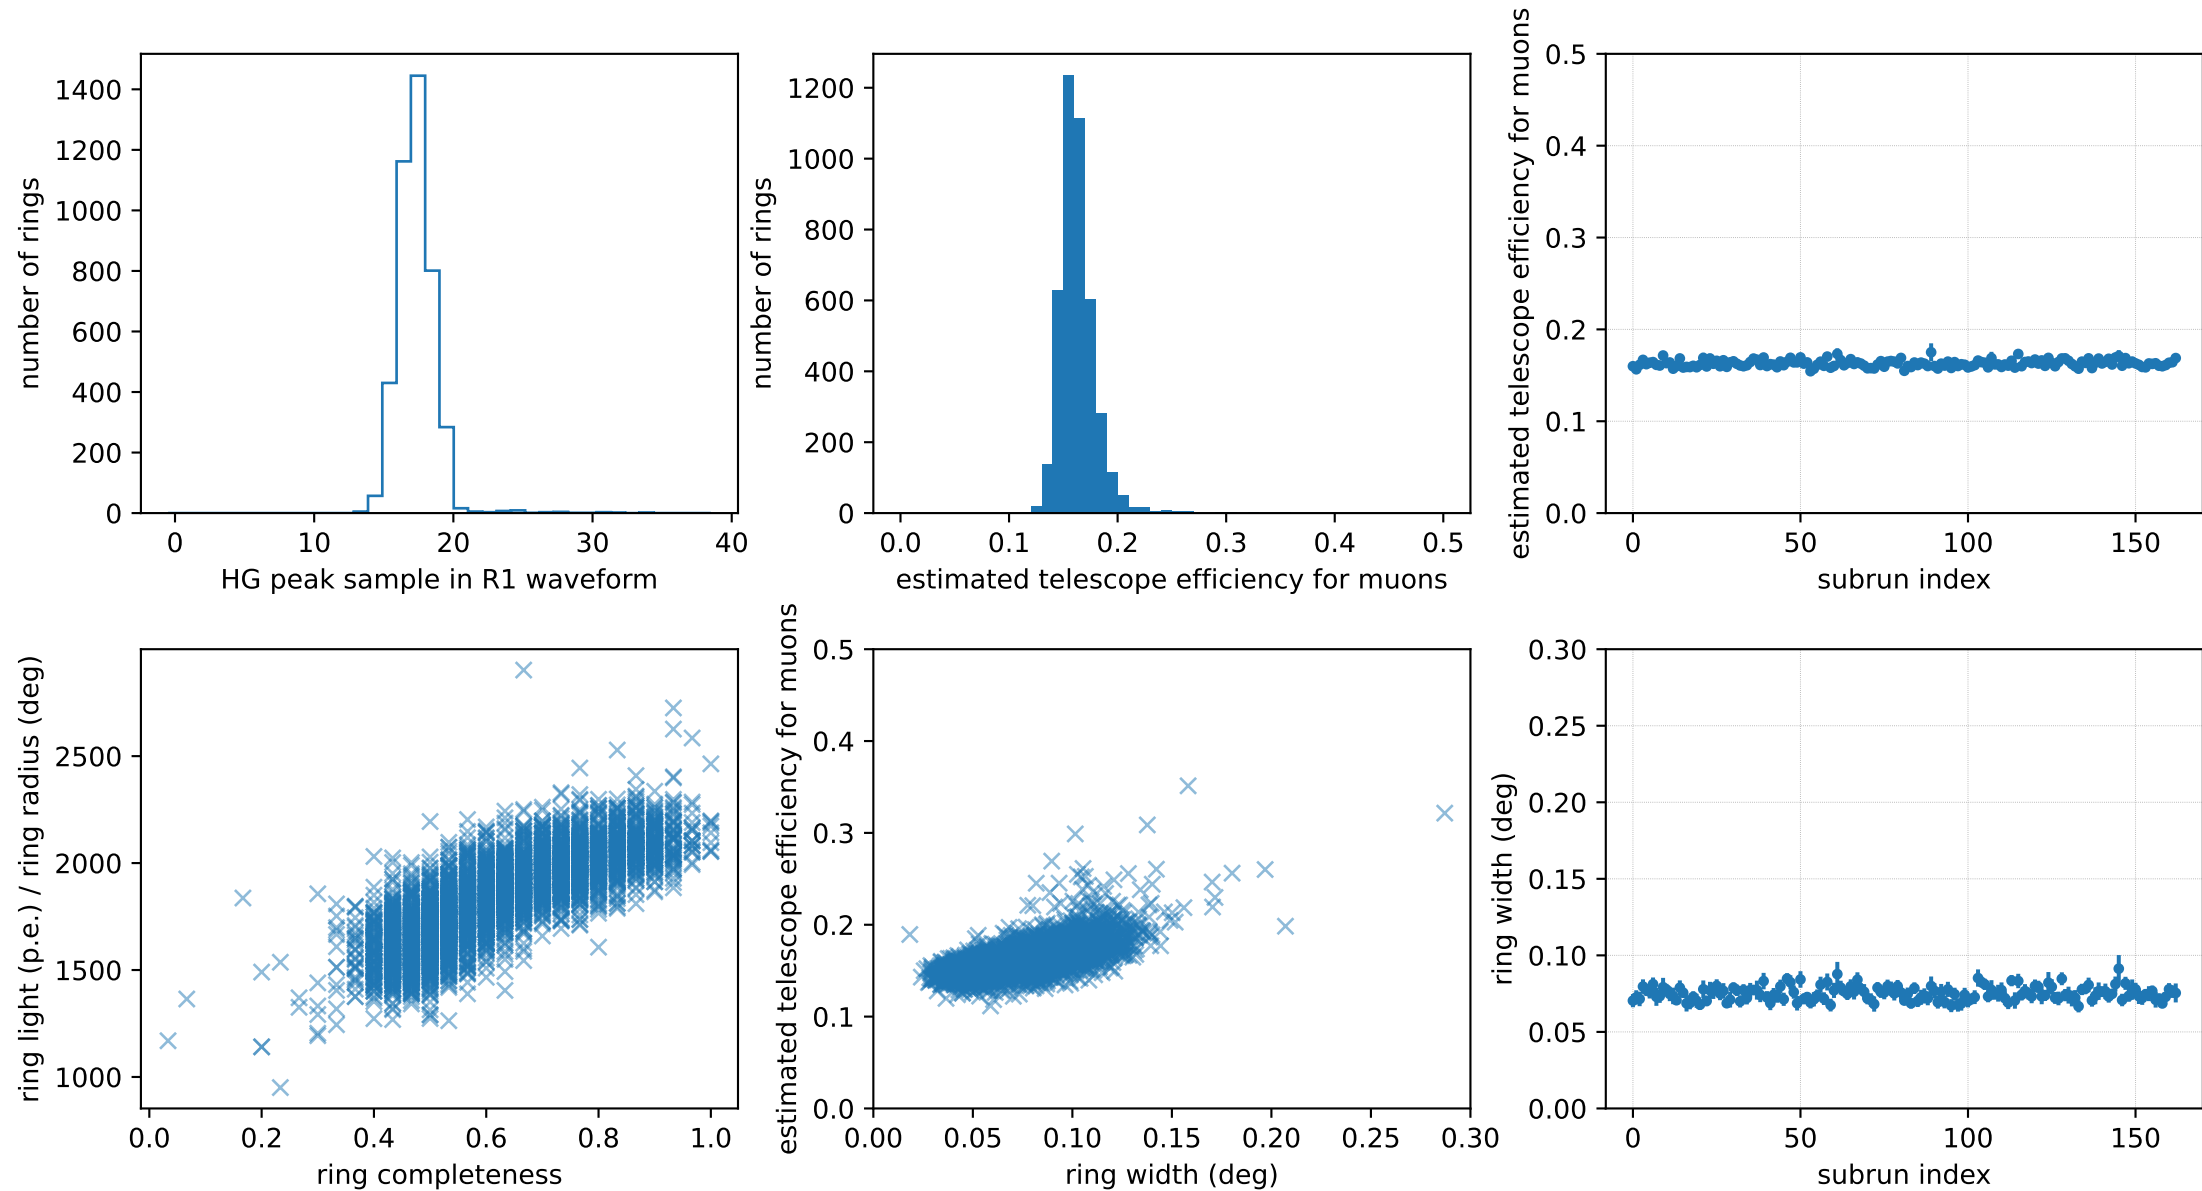 number of rings
1400
1200
1000
800
600
400
200
0
0 10 20 30 40
HG peak sample in R1 waveform
number of rings
1200
1000
800
600
400
200
0
0.0 0.1 0.2 0.3 0.4 0.5
estimated telescope efficiency for muons
estimated telescope efficiency for muons
0.5
0.4
0.3
0.2
0.1
0.0
0 50 100 150
subrun index
ring light (p.e.) / ring radius (deg)
2500
2000
1500
1000
0.0 0.2 0.4 0.6 0.8 1.0
ring completeness
estimated telescope efficiency for muons
0.5
0.4
0.3
0.2
0.1
0.0
0.00 0.05 0.10 0.15 0.20 0.25 0.30
ring width (deg)
ring width (deg)
0.30
0.25
0.20
0.15
0.10
0.05
0.00
0 50 100 150
subrun index